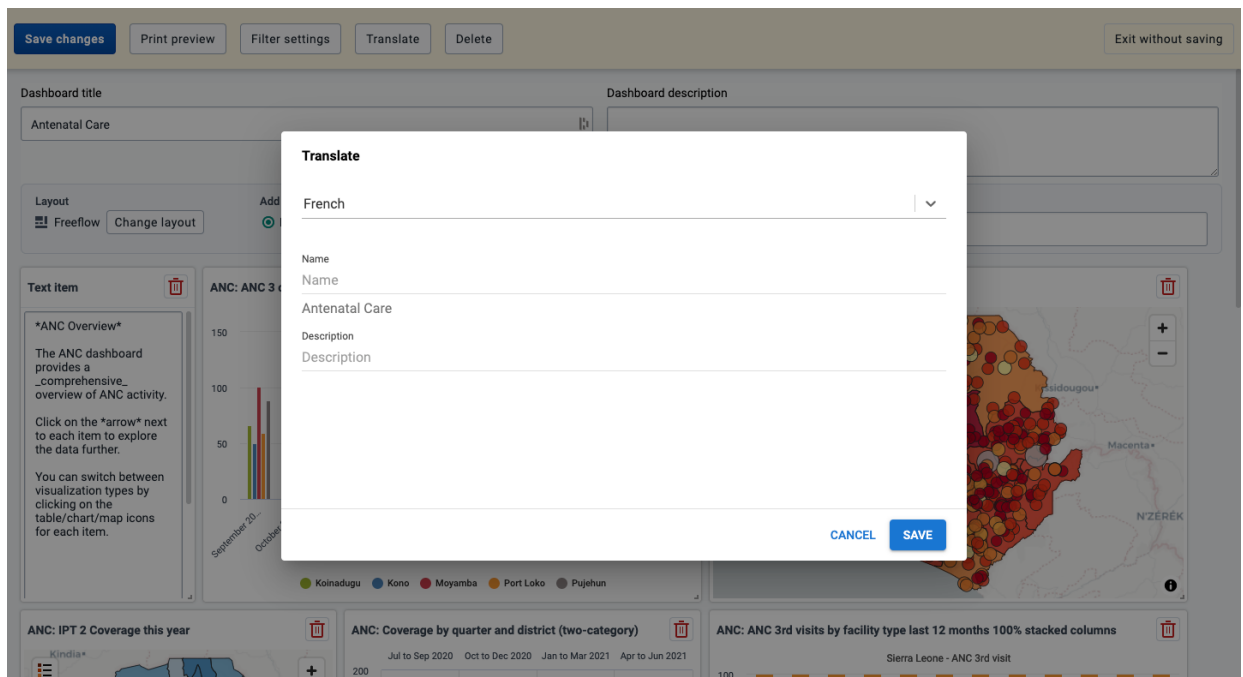 Save changes
Print preview
Filter settings
Translate
Delete
Exit without saving
Dashboard title
Dashboard description
Antenatal Care
Translate
French
Name
Name
Antenatal Care
Description
Description
CANCEL
SAVE
Layout
Freeflow
Change layout
Add
Text item
*ANC Overview*
The ANC dashboard
provides a
_comprehensive_
overview of ANC activity.
Click on the *arrow* next
to each item to explore
the data further.
You can switch between
visualization types by
clicking on the
table/chart/map icons
for each item.
ANC: ANC 3
150
100
50
0
September 20...
October
Koinadugu
Kono
Moyamba
Port Loko
Pujehun
+
−
Macenta
N'ZÉRÉK
ANC: IPT 2 Coverage this year
Kindia
+
ANC: Coverage by quarter and district (two-category)
Jul to Sep 2020
Oct to Dec 2020
Jan to Mar 2021
Apr to Jun 2021
200
ANC: ANC 3rd visits by facility type last 12 months 100% stacked columns
Sierra Leone - ANC 3rd visit
100